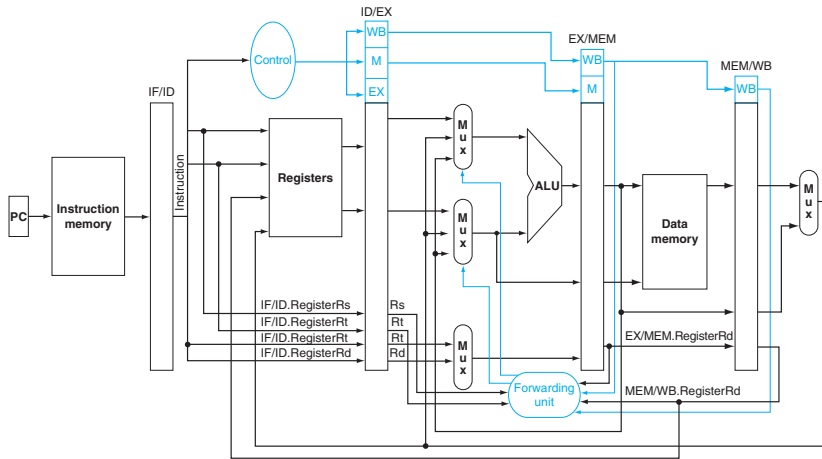 ID/EX
WB
EX/MEM
Control
M
WB
MEM/WB
IF/ID
EX
M
WB
M
u
x
Registers
Instruction
ALU
M
u
x
PC
Instruction
memory
M
u
x
Data
memory
IF/ID.RegisterRs
Rs
IF/ID.RegisterRt
Rt
IF/ID.RegisterRt
Rt
IF/ID.RegisterRd
Rd
M
u
x
EX/MEM.RegisterRd
Forwarding
unit
MEM/WB.RegisterRd